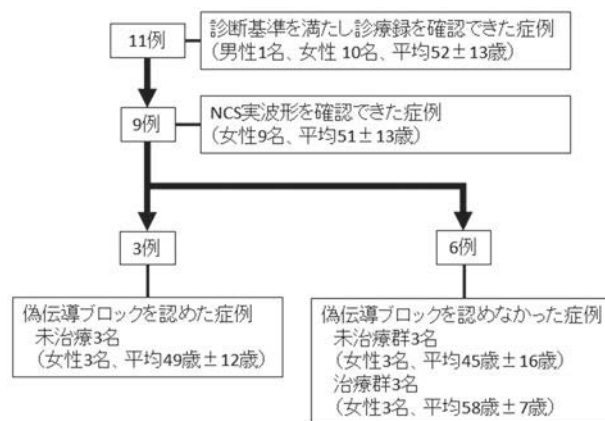 11例
診断基準を満たし診療録を確認できた症例
（男性1名、女性 10名、平均52±13歳）
9例
NCS実波形を確認できた症例
（女性9名、平均51±13歳）
3例
6例
偽伝導ブロックを認めた症例
未治療3名
（女性3名、平均49歳±12歳）
偽伝導ブロックを認めなかった症例
未治療群3名
（女性3名、平均45歳±16歳）
治療群3名
（女性3名、平均58歳±7歳）